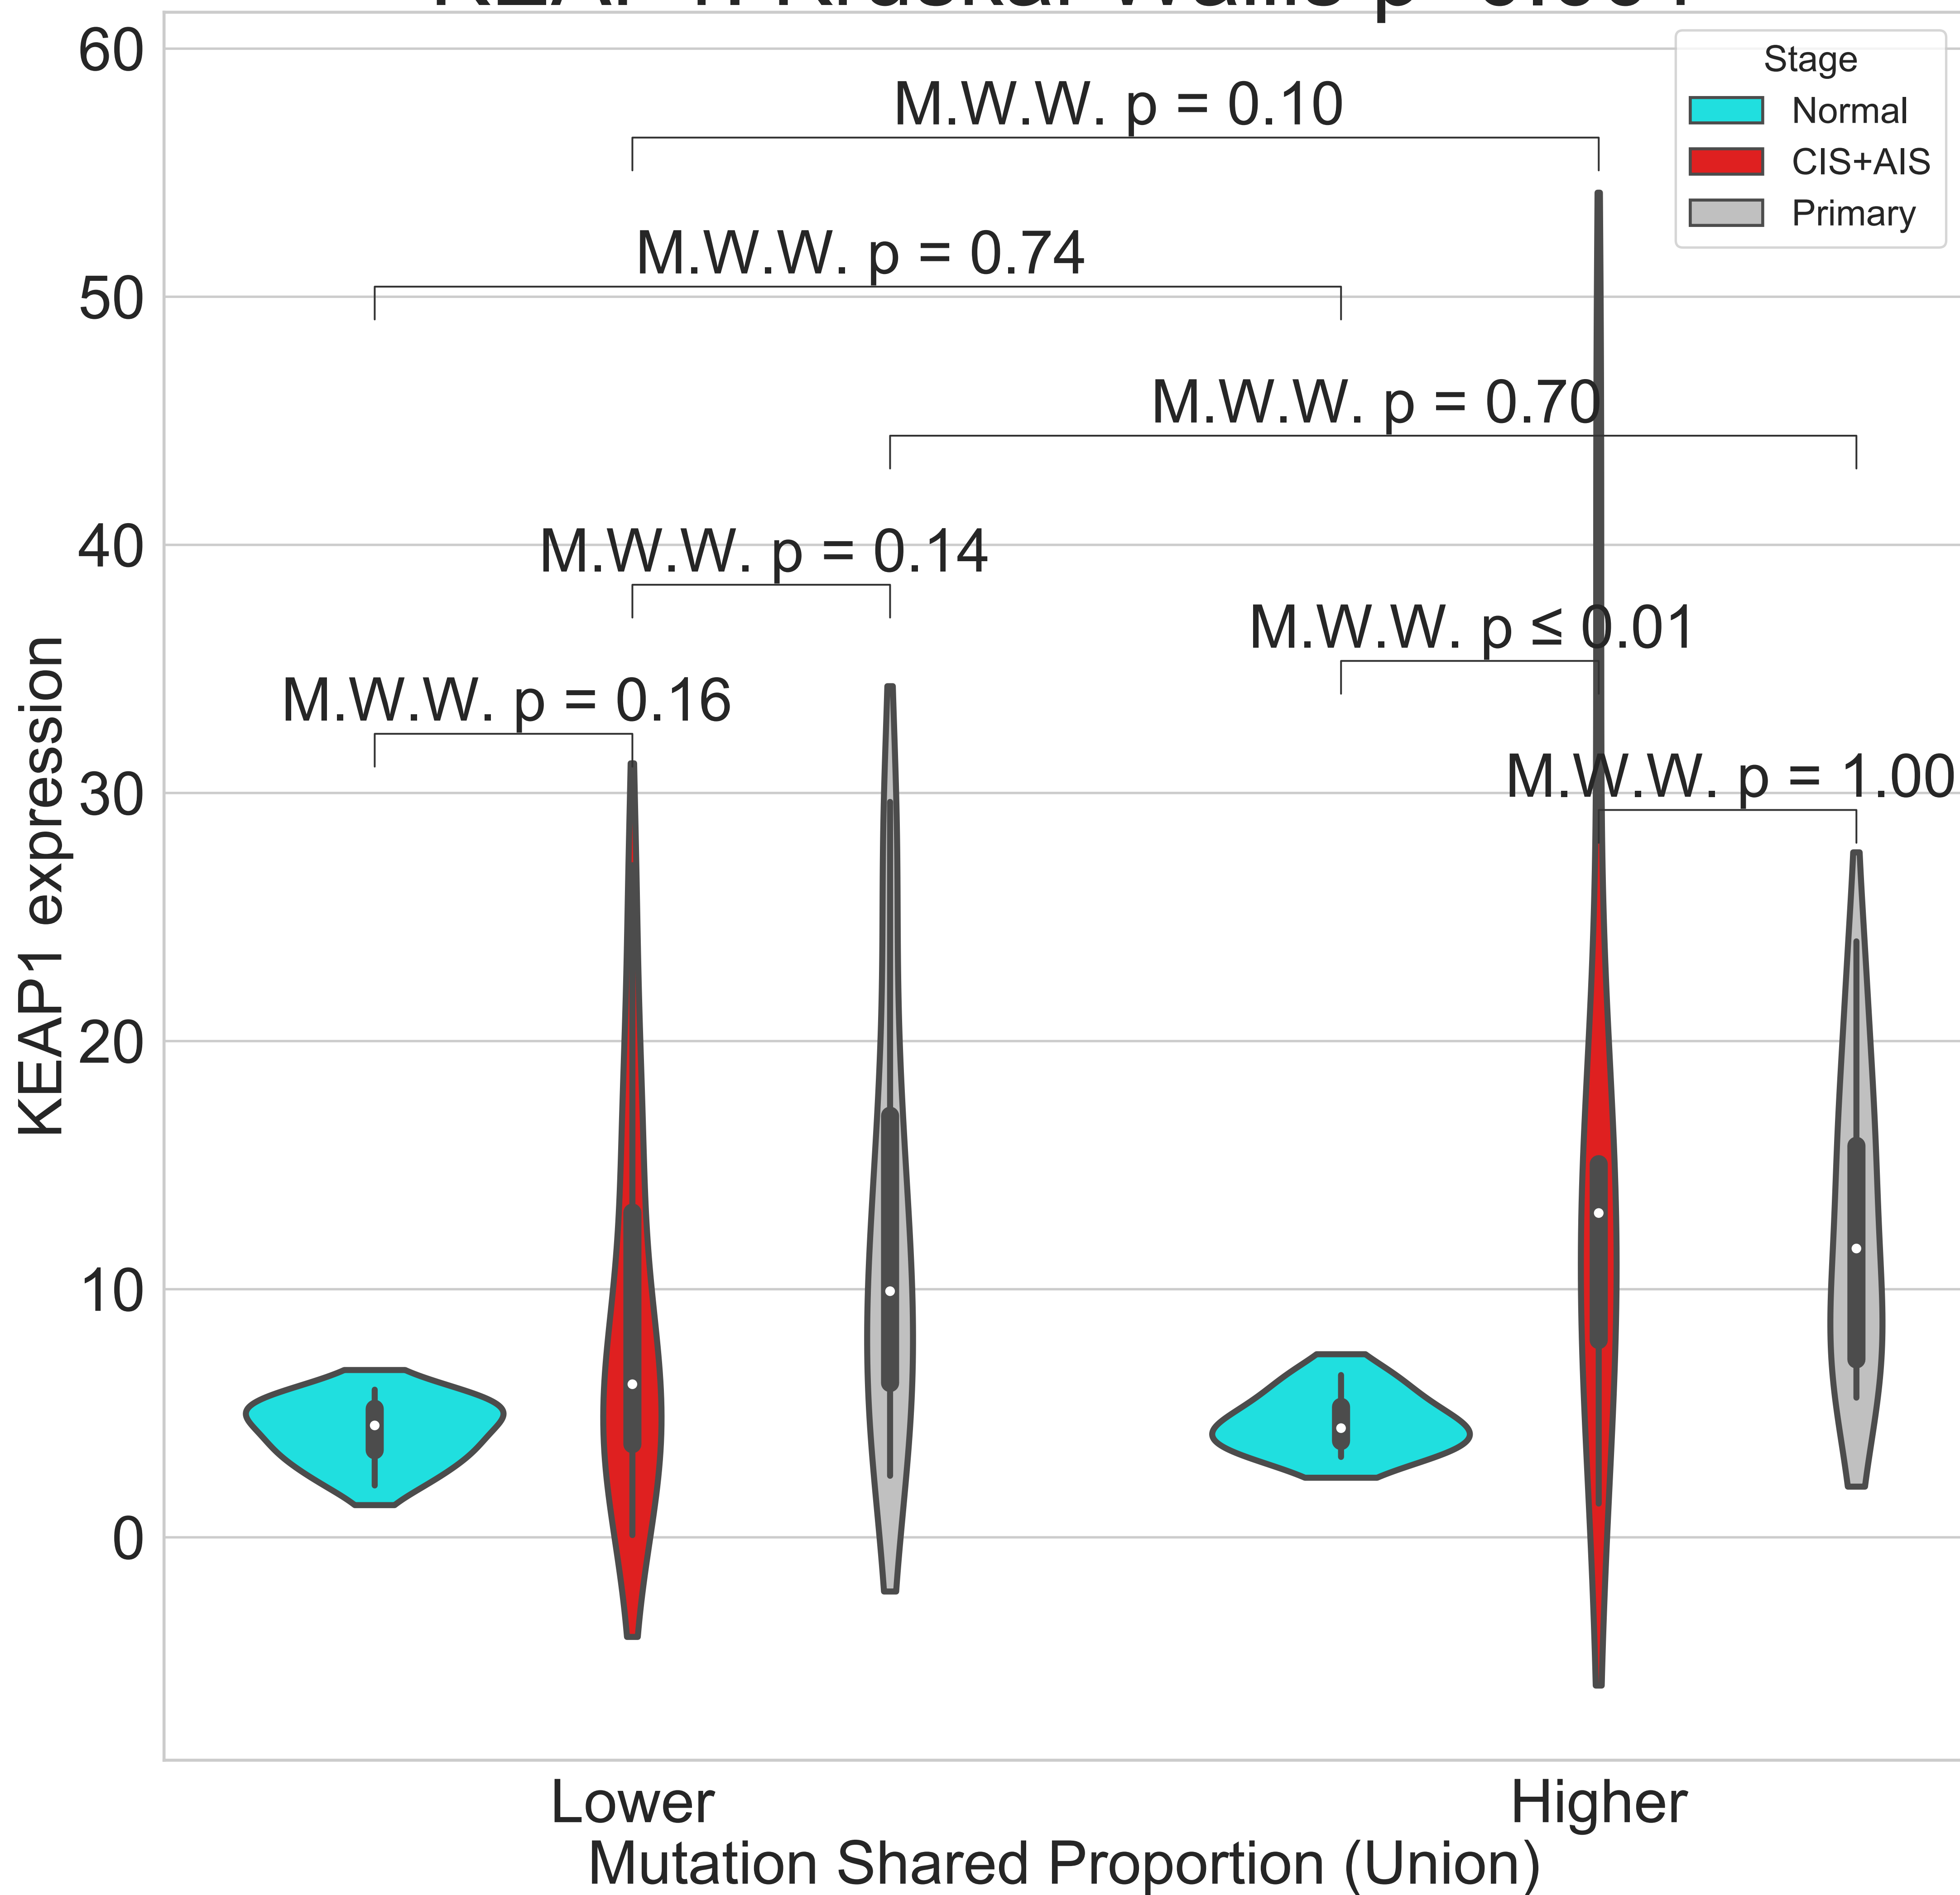 60
Stage
Normal
CIS+AIS
Primary
M.W.W. p = 0.10
M.W.W. p = 0.74
50
M.W.W. p = 0.70
40
M.W.W. p = 0.14
M.W.W. p ≤ 0.01
M.W.W. p = 0.16
30
M.W.W. p = 1.00
KEAP1 expression
20
10
0
Lower
Higher
Mutation Shared Proportion (Union)